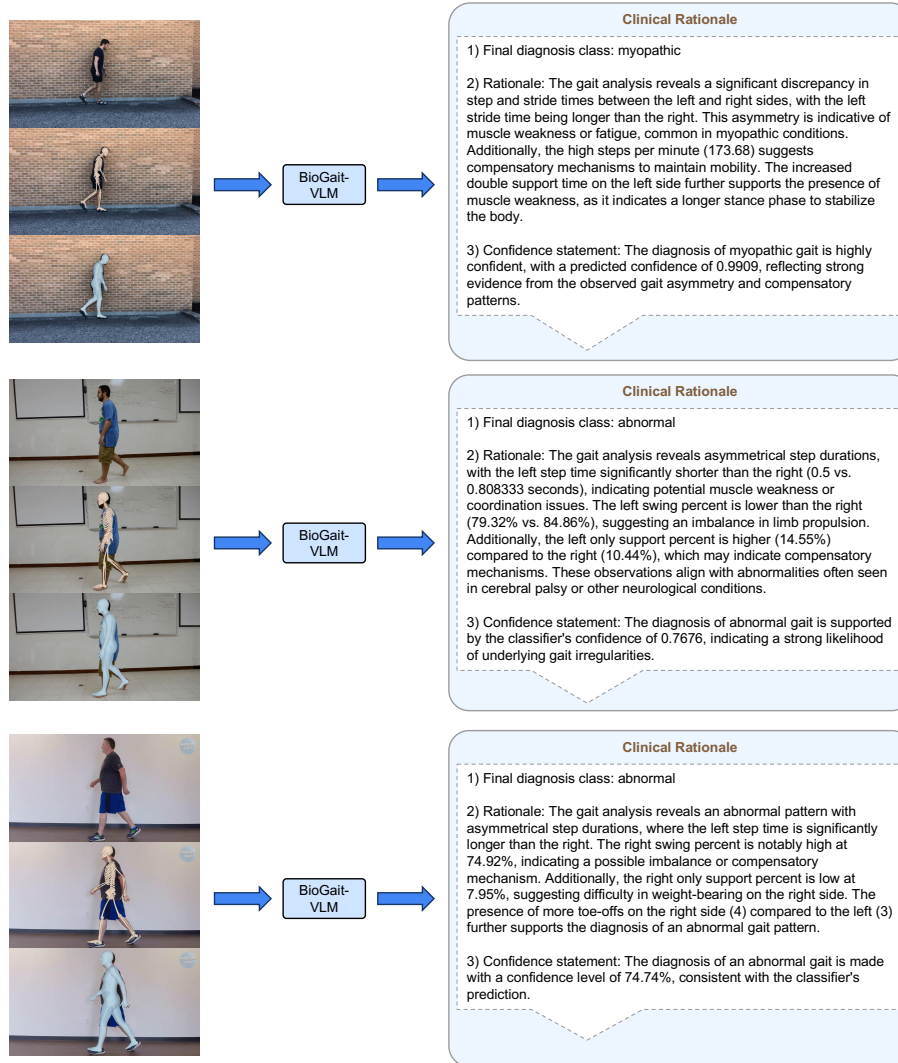 Clinical Rationale
1) Final diagnosis class: myopathic
2) Rationale: The gait analysis reveals a significant discrepancy in
step and stride times between the left and right sides, with the left
stride time being longer than the right. This asymmetry is indicative of
muscle weakness or fatigue, common in myopathic conditions.
Additionally, the high steps per minute (173.68) suggests
compensatory mechanisms to maintain mobility. The increased
double support time on the left side further supports the presence of
muscle weakness, as it indicates a longer stance phase to stabilize
the body.
3) Confidence statement: The diagnosis of myopathic gait is highly
confident, with a predicted confidence of 0.9909, reflecting strong
evidence from the observed gait asymmetry and compensatory
patterns.
BioGait-
VLM
Clinical Rationale
1) Final diagnosis class: abnormal
2) Rationale: The gait analysis reveals asymmetrical step durations,
with the left step time significantly shorter than the right (0.5 vs.
0.808333 seconds), indicating potential muscle weakness or
coordination issues. The left swing percent is lower than the right
(79.32% vs. 84.86%), suggesting an imbalance in limb propulsion.
Additionally, the left only support percent is higher (14.55%)
compared to the right (10.44%), which may indicate compensatory
mechanisms. These observations align with abnormalities often seen
in cerebral palsy or other neurological conditions.
3) Confidence statement: The diagnosis of abnormal gait is supported
by the classifier's confidence of 0.7676, indicating a strong likelihood
of underlying gait irregularities.
BioGait-
VLM
Clinical Rationale
1) Final diagnosis class: abnormal
2) Rationale: The gait analysis reveals an abnormal pattern with
asymmetrical step durations, where the left step time is significantly
longer than the right. The right swing percent is notably high at
74.92%, indicating a possible imbalance or compensatory
mechanism. Additionally, the right only support percent is low at
7.95%, suggesting difficulty in weight-bearing on the right side. The
presence of more toe-offs on the right side (4) compared to the left (3)
further supports the diagnosis of an abnormal gait pattern.
3) Confidence statement: The diagnosis of an abnormal gait is made
with a confidence level of 74.74%, consistent with the classifier's
prediction.
BioGait-
VLM